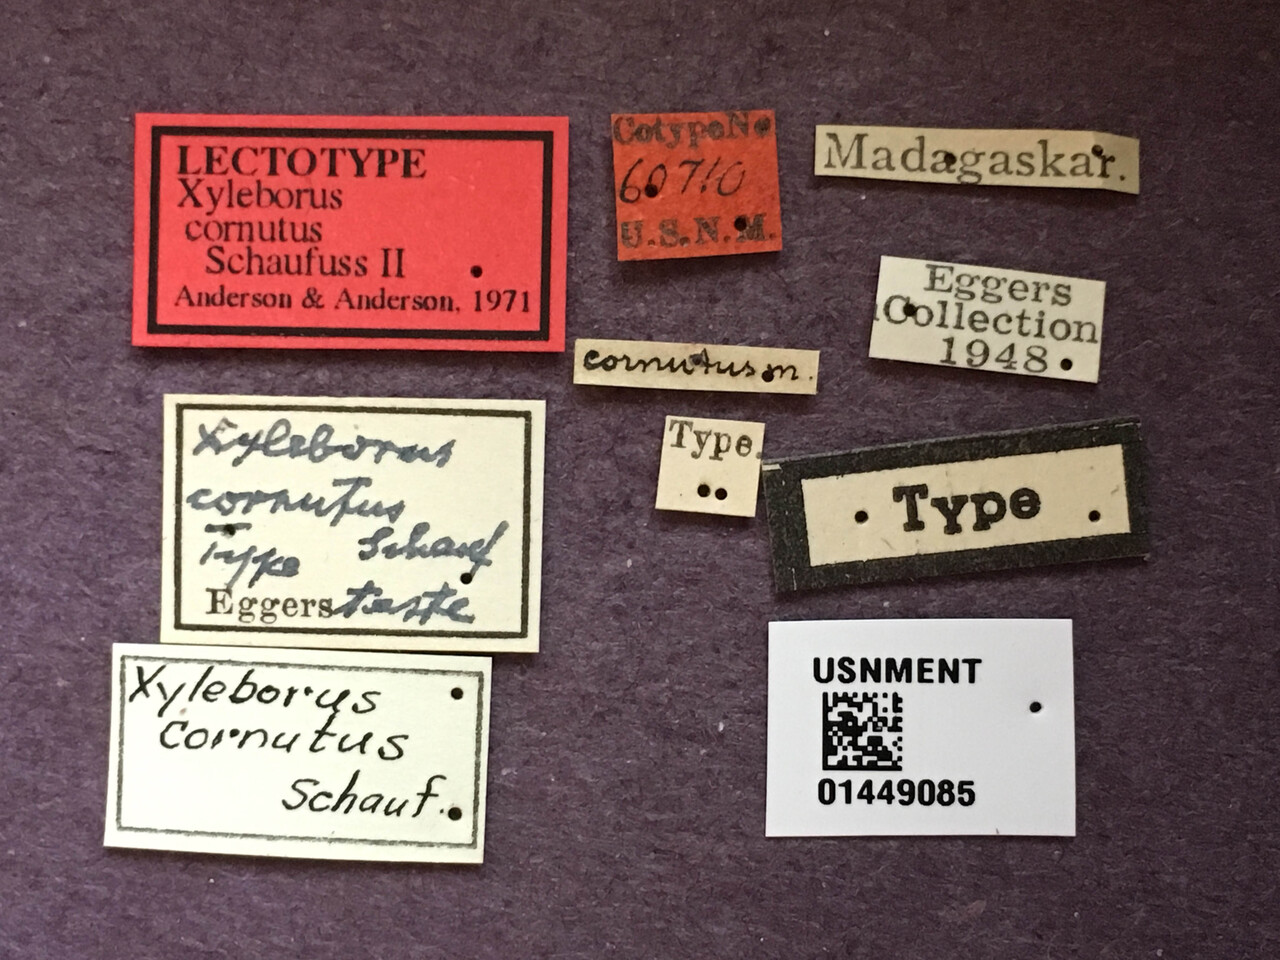 LECTOTYPE
Xyleborus
cornutus
Schaufuss II
Anderson & Anderson, 1971
CotypeNo
60710
U.S.N.M.
Madagaskar.
Eggers
Collection
1948
cornutus m.
Type.
Type
Xyleborus
cornutus
Type Schauf
Eggers teste
Xyleborus
cornutus
Schauf.
USNMENT
01449085